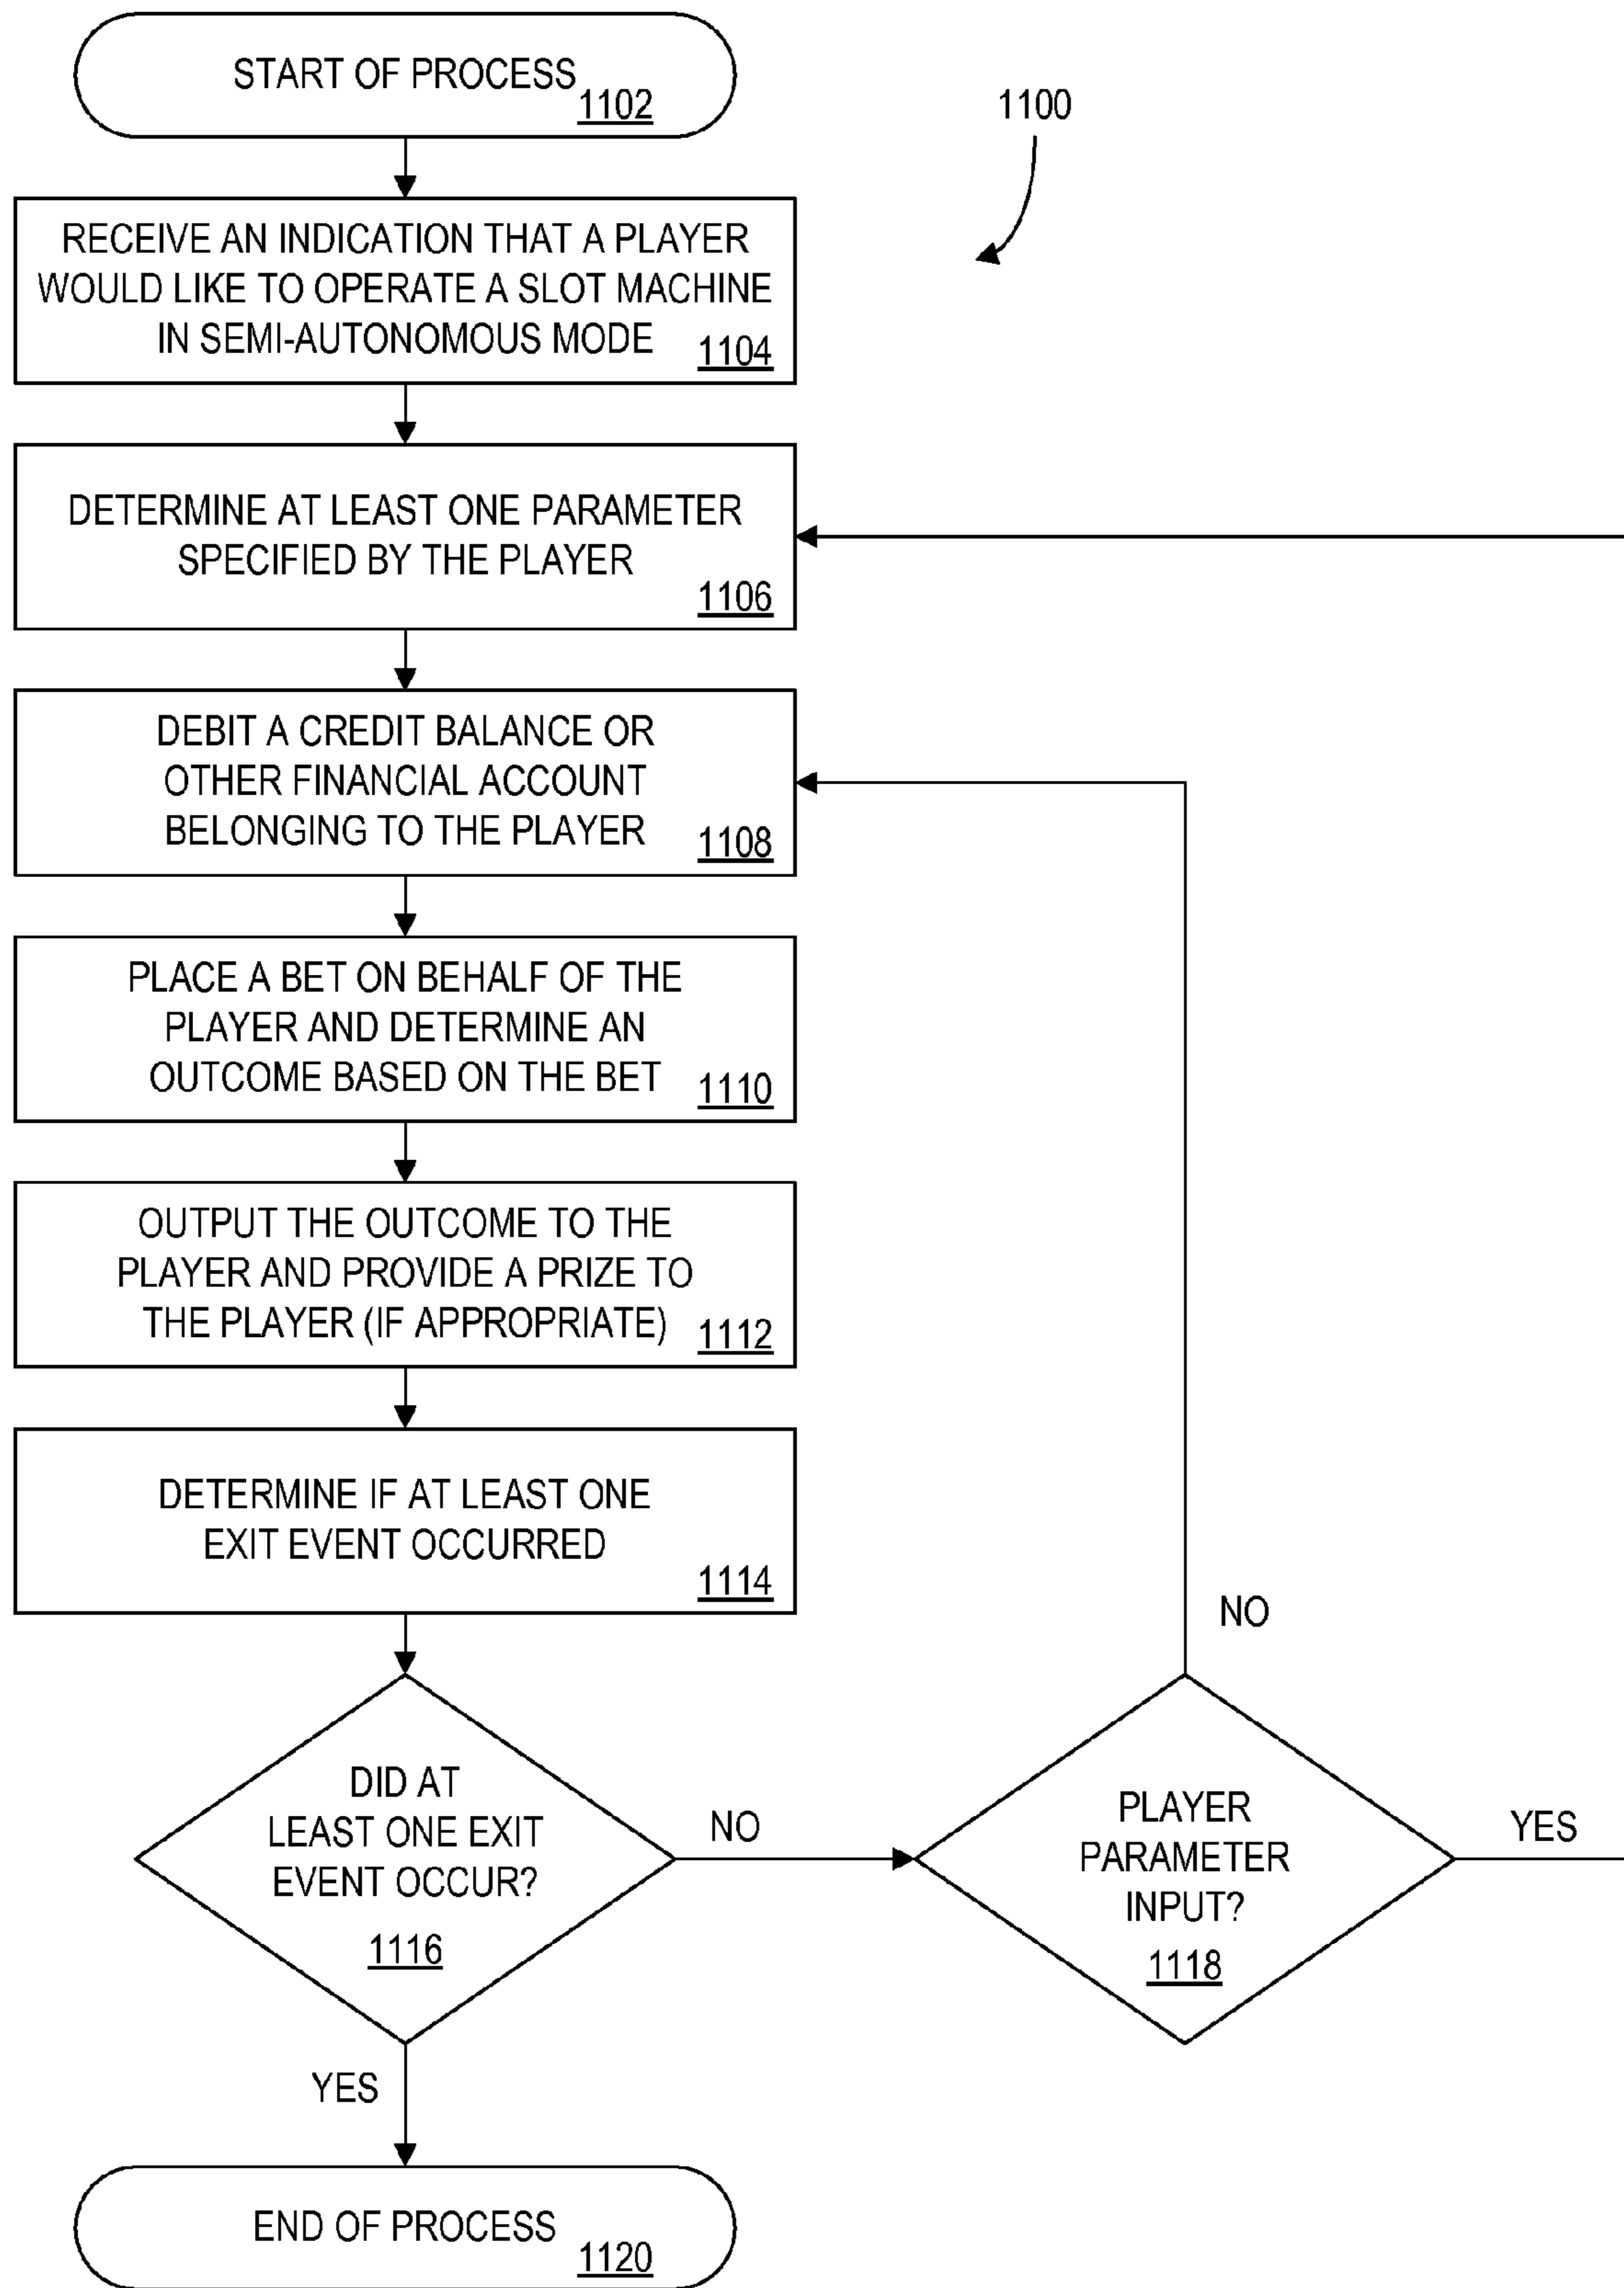 START OF PROCESS
1102
1100
RECEIVE AN INDICATION THAT A PLAYER
WOULD LIKE TO OPERATE A SLOT MACHINE
IN SEMI-AUTONOMOUS MODE
1104
DETERMINE AT LEAST ONE PARAMETER
SPECIFIED BY THE PLAYER
1106
DEBIT A CREDIT BALANCE OR
OTHER FINANCIAL ACCOUNT
BELONGING TO THE PLAYER
1108
PLACE A BET ON BEHALF OF THE
PLAYER AND DETERMINE AN
OUTCOME BASED ON THE BET
1110
OUTPUT THE OUTCOME TO THE
PLAYER AND PROVIDE A PRIZE TO
THE PLAYER (IF APPROPRIATE)
1112
DETERMINE IF AT LEAST ONE
EXIT EVENT OCCURRED
1114
DID AT
LEAST ONE EXIT
EVENT OCCUR?
1116
NO
YES
PLAYER
PARAMETER
INPUT?
1118
NO
YES
END OF PROCESS
1120